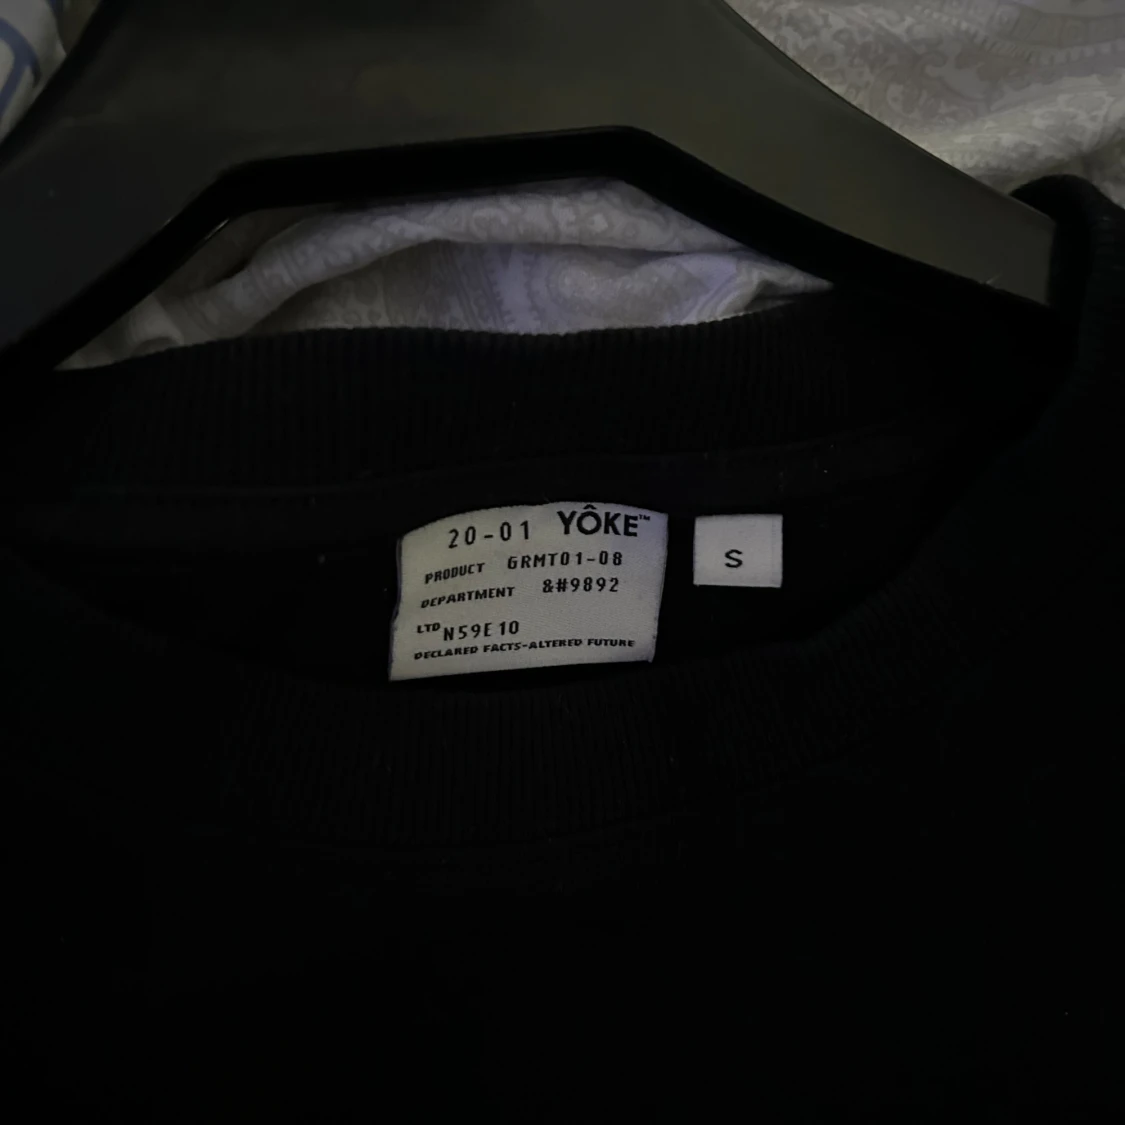 20-01 YÔKE™
PRODUCT GRMT01-08
DEPARTMENT &#9892
LTD N59E10
DECLARED FACTS-ALTERED FUTURE
S